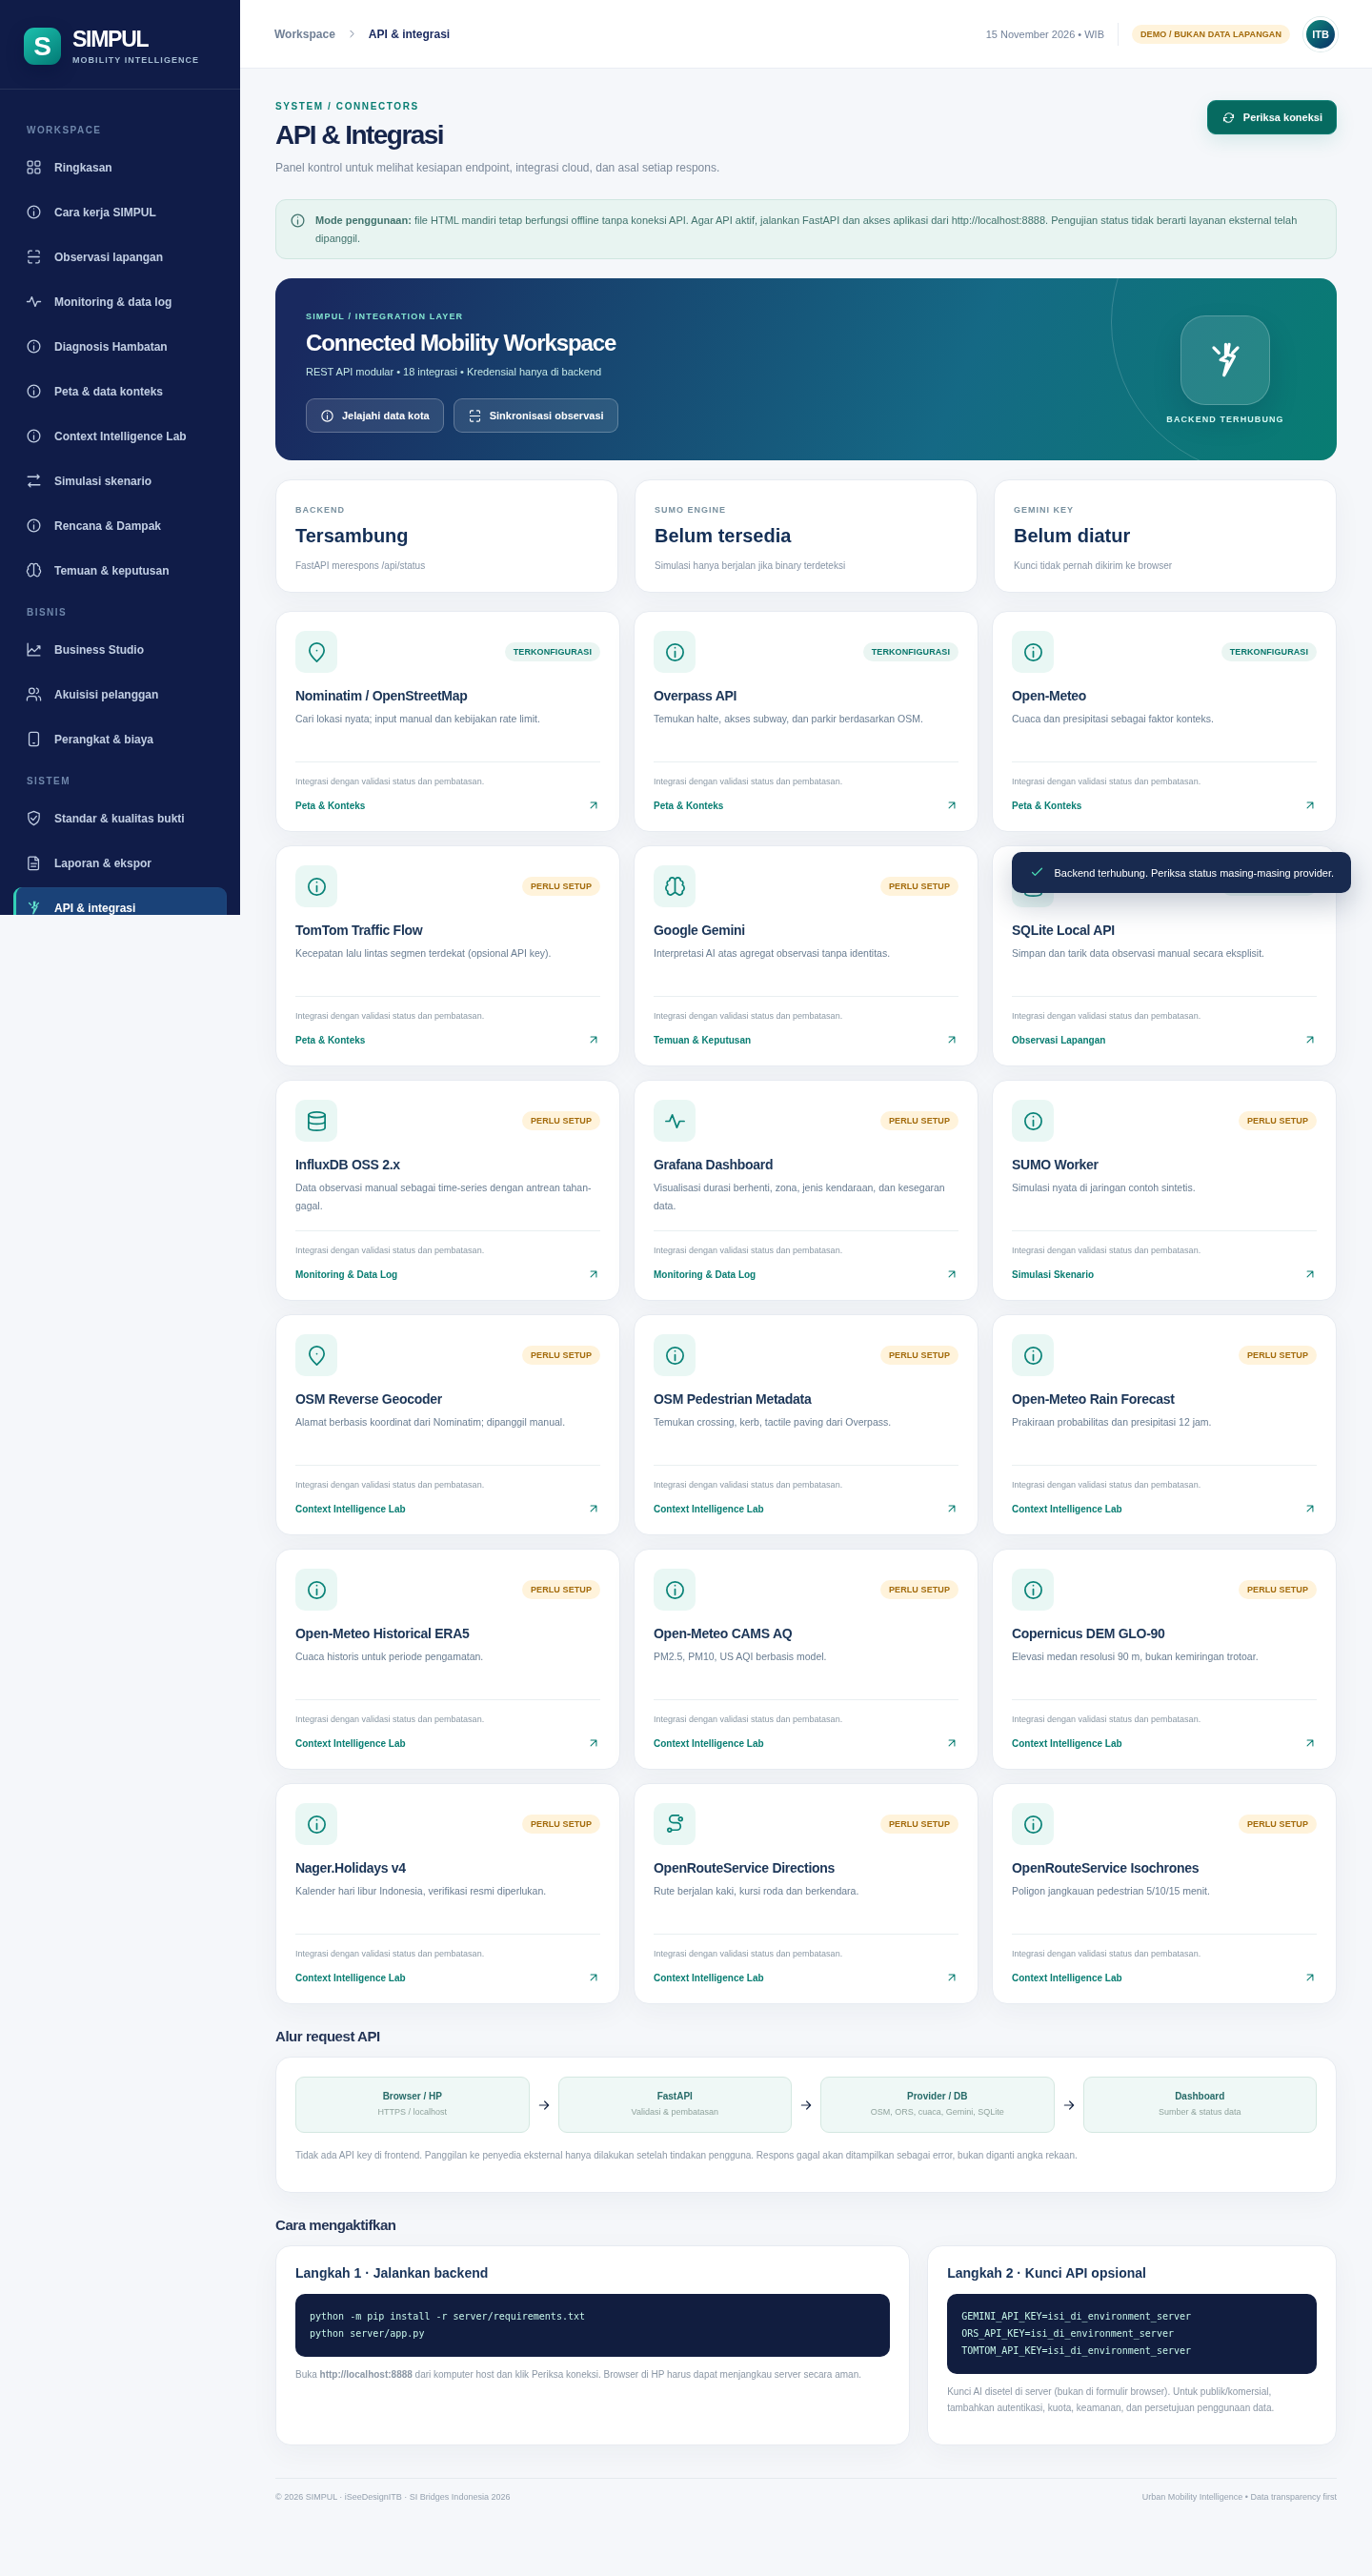 S
SIMPUL
MOBILITY INTELLIGENCE
WORKSPACE
Ringkasan
Cara kerja SIMPUL
Observasi lapangan
Monitoring & data log
Diagnosis Hambatan
Peta & data konteks
Context Intelligence Lab
Simulasi skenario
Rencana & Dampak
Temuan & keputusan
BISNIS
Business Studio
Akuisisi pelanggan
Perangkat & biaya
SISTEM
Standar & kualitas bukti
Laporan & ekspor
API & integrasi
Workspace
API & integrasi
15 November 2026 • WIB
DEMO / BUKAN DATA LAPANGAN
ITB
SYSTEM / CONNECTORS
API & Integrasi
Panel kontrol untuk melihat kesiapan endpoint, integrasi cloud, dan asal setiap respons.
Periksa koneksi
Mode penggunaan: file HTML mandiri tetap berfungsi offline tanpa koneksi API. Agar API aktif, jalankan FastAPI dan akses aplikasi dari http://localhost:8888. Pengujian status tidak berarti layanan eksternal telah
dipanggil.
SIMPUL / INTEGRATION LAYER
Connected Mobility Workspace
REST API modular • 18 integrasi • Kredensial hanya di backend
Jelajahi data kota
Sinkronisasi observasi
BACKEND TERHUBUNG
BACKEND
Tersambung
FastAPI merespons /api/status
SUMO ENGINE
Belum tersedia
Simulasi hanya berjalan jika binary terdeteksi
GEMINI KEY
Belum diatur
Kunci tidak pernah dikirim ke browser
TERKONFIGURASI
Nominatim / OpenStreetMap
Cari lokasi nyata; input manual dan kebijakan rate limit.
Integrasi dengan validasi status dan pembatasan.
Peta & Konteks
TERKONFIGURASI
Overpass API
Temukan halte, akses subway, dan parkir berdasarkan OSM.
Integrasi dengan validasi status dan pembatasan.
Peta & Konteks
TERKONFIGURASI
Open-Meteo
Cuaca dan presipitasi sebagai faktor konteks.
Integrasi dengan validasi status dan pembatasan.
Peta & Konteks
PERLU SETUP
TomTom Traffic Flow
Kecepatan lalu lintas segmen terdekat (opsional API key).
Integrasi dengan validasi status dan pembatasan.
Peta & Konteks
PERLU SETUP
Google Gemini
Interpretasi AI atas agregat observasi tanpa identitas.
Integrasi dengan validasi status dan pembatasan.
Temuan & Keputusan
Backend terhubung. Periksa status masing-masing provider.
SQLite Local API
Simpan dan tarik data observasi manual secara eksplisit.
Integrasi dengan validasi status dan pembatasan.
Observasi Lapangan
PERLU SETUP
InfluxDB OSS 2.x
Data observasi manual sebagai time-series dengan antrean tahan-
gagal.
Integrasi dengan validasi status dan pembatasan.
Monitoring & Data Log
PERLU SETUP
Grafana Dashboard
Visualisasi durasi berhenti, zona, jenis kendaraan, dan kesegaran
data.
Integrasi dengan validasi status dan pembatasan.
Monitoring & Data Log
PERLU SETUP
SUMO Worker
Simulasi nyata di jaringan contoh sintetis.
Integrasi dengan validasi status dan pembatasan.
Simulasi Skenario
PERLU SETUP
OSM Reverse Geocoder
Alamat berbasis koordinat dari Nominatim; dipanggil manual.
Integrasi dengan validasi status dan pembatasan.
Context Intelligence Lab
PERLU SETUP
OSM Pedestrian Metadata
Temukan crossing, kerb, tactile paving dari Overpass.
Integrasi dengan validasi status dan pembatasan.
Context Intelligence Lab
PERLU SETUP
Open-Meteo Rain Forecast
Prakiraan probabilitas dan presipitasi 12 jam.
Integrasi dengan validasi status dan pembatasan.
Context Intelligence Lab
PERLU SETUP
Open-Meteo Historical ERA5
Cuaca historis untuk periode pengamatan.
Integrasi dengan validasi status dan pembatasan.
Context Intelligence Lab
PERLU SETUP
Open-Meteo CAMS AQ
PM2.5, PM10, US AQI berbasis model.
Integrasi dengan validasi status dan pembatasan.
Context Intelligence Lab
PERLU SETUP
Copernicus DEM GLO-90
Elevasi medan resolusi 90 m, bukan kemiringan trotoar.
Integrasi dengan validasi status dan pembatasan.
Context Intelligence Lab
PERLU SETUP
Nager.Holidays v4
Kalender hari libur Indonesia, verifikasi resmi diperlukan.
Integrasi dengan validasi status dan pembatasan.
Context Intelligence Lab
PERLU SETUP
OpenRouteService Directions
Rute berjalan kaki, kursi roda dan berkendara.
Integrasi dengan validasi status dan pembatasan.
Context Intelligence Lab
PERLU SETUP
OpenRouteService Isochrones
Poligon jangkauan pedestrian 5/10/15 menit.
Integrasi dengan validasi status dan pembatasan.
Context Intelligence Lab
Alur request API
Browser / HP
HTTPS / localhost
FastAPI
Validasi & pembatasan
Provider / DB
OSM, ORS, cuaca, Gemini, SQLite
Dashboard
Sumber & status data
Tidak ada API key di frontend. Panggilan ke penyedia eksternal hanya dilakukan setelah tindakan pengguna. Respons gagal akan ditampilkan sebagai error, bukan diganti angka rekaan.
Cara mengaktifkan
Langkah 1 · Jalankan backend
python -m pip install -r server/requirements.txt
python server/app.py
Buka http://localhost:8888 dari komputer host dan klik Periksa koneksi. Browser di HP harus dapat menjangkau server secara aman.
Langkah 2 · Kunci API opsional
GEMINI_API_KEY=isi_di_environment_server
ORS_API_KEY=isi_di_environment_server
TOMTOM_API_KEY=isi_di_environment_server
Kunci AI disetel di server (bukan di formulir browser). Untuk publik/komersial,
tambahkan autentikasi, kuota, keamanan, dan persetujuan penggunaan data.
© 2026 SIMPUL · iSeeDesignITB · SI Bridges Indonesia 2026
Urban Mobility Intelligence • Data transparency first